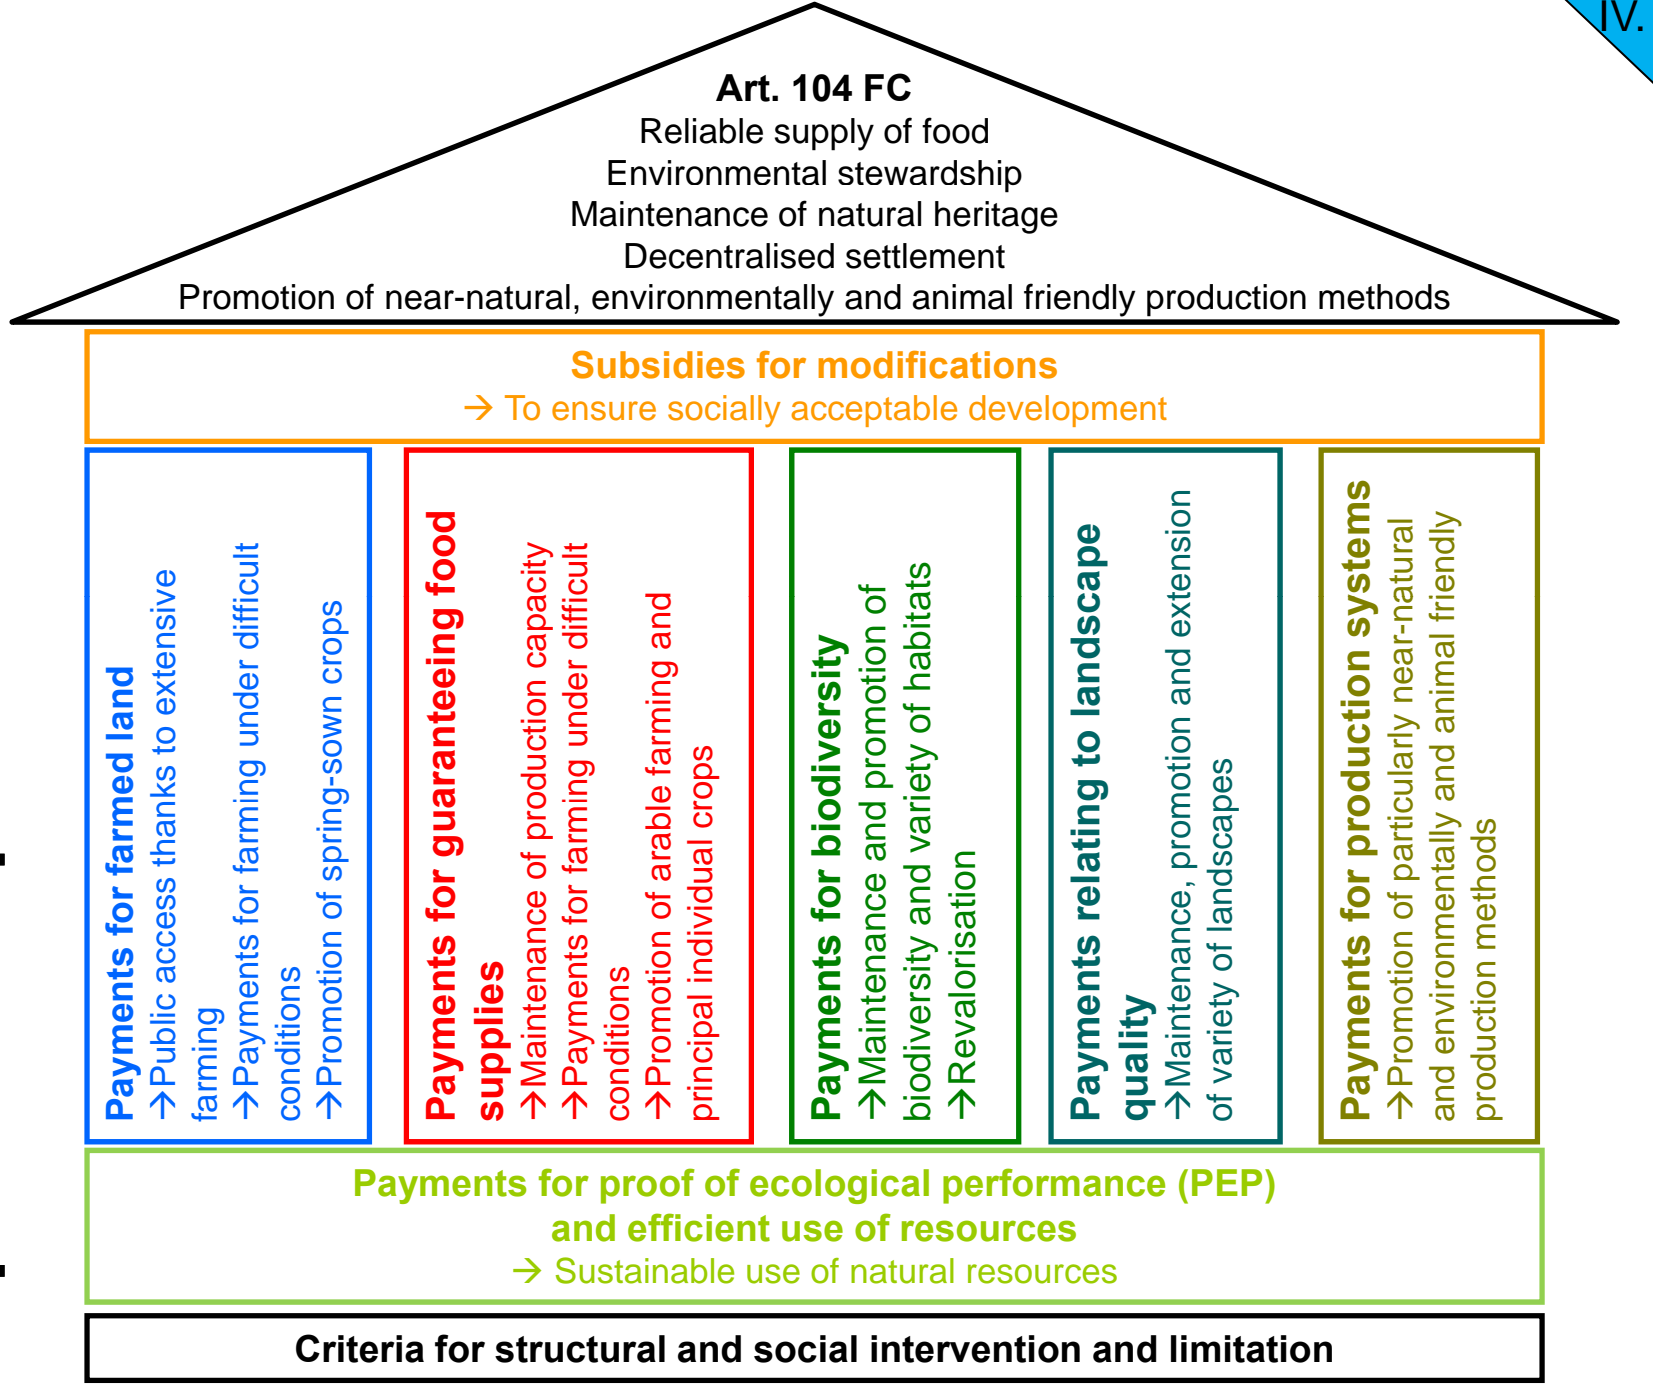 IV.
Art. 104 FC
Reliable supply of food
Environmental stewardship
Maintenance of natural heritage
Decentralised settlement
Promotion of near-natural, environmentally and animal friendly production methods
Subsidies for modifications
→ To ensure socially acceptable development
Payments for farmed land
→Public access thanks to extensive
farming
→Payments for farming under difficult
conditions
→Promotion of spring-sown crops
Payments for guaranteeing food
supplies
→Maintenance of production capacity
→Payments for farming under difficult
conditions
→Promotion of arable farming and
principal individual crops
Payments for biodiversity
→Maintenance and promotion of
biodiversity and variety of habitats
→Revalorisation
Payments relating to landscape
quality
→Maintenance, promotion and extension
of variety of landscapes
Payments for production systems
→Promotion of particularly near-natural
and environmentally and animal friendly
production methods
Payments for proof of ecological performance (PEP)
and efficient use of resources
→ Sustainable use of natural resources
Criteria for structural and social intervention and limitation